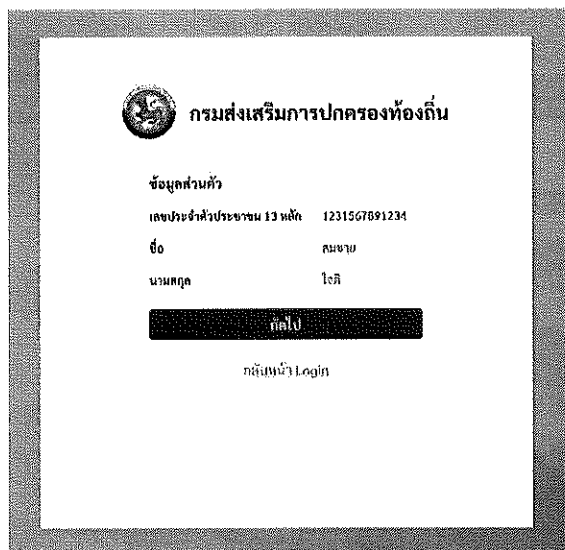 กรมส่งเสริมการปกครองท้องถิ่น
ข้อมูลส่วนตัว
เลขประจำตัวประชาชน 13 หลัก 1231567891234
ชื่อ สมชาย
นามสกุล ใจดี
ถัดไป
กลับหน้า Login